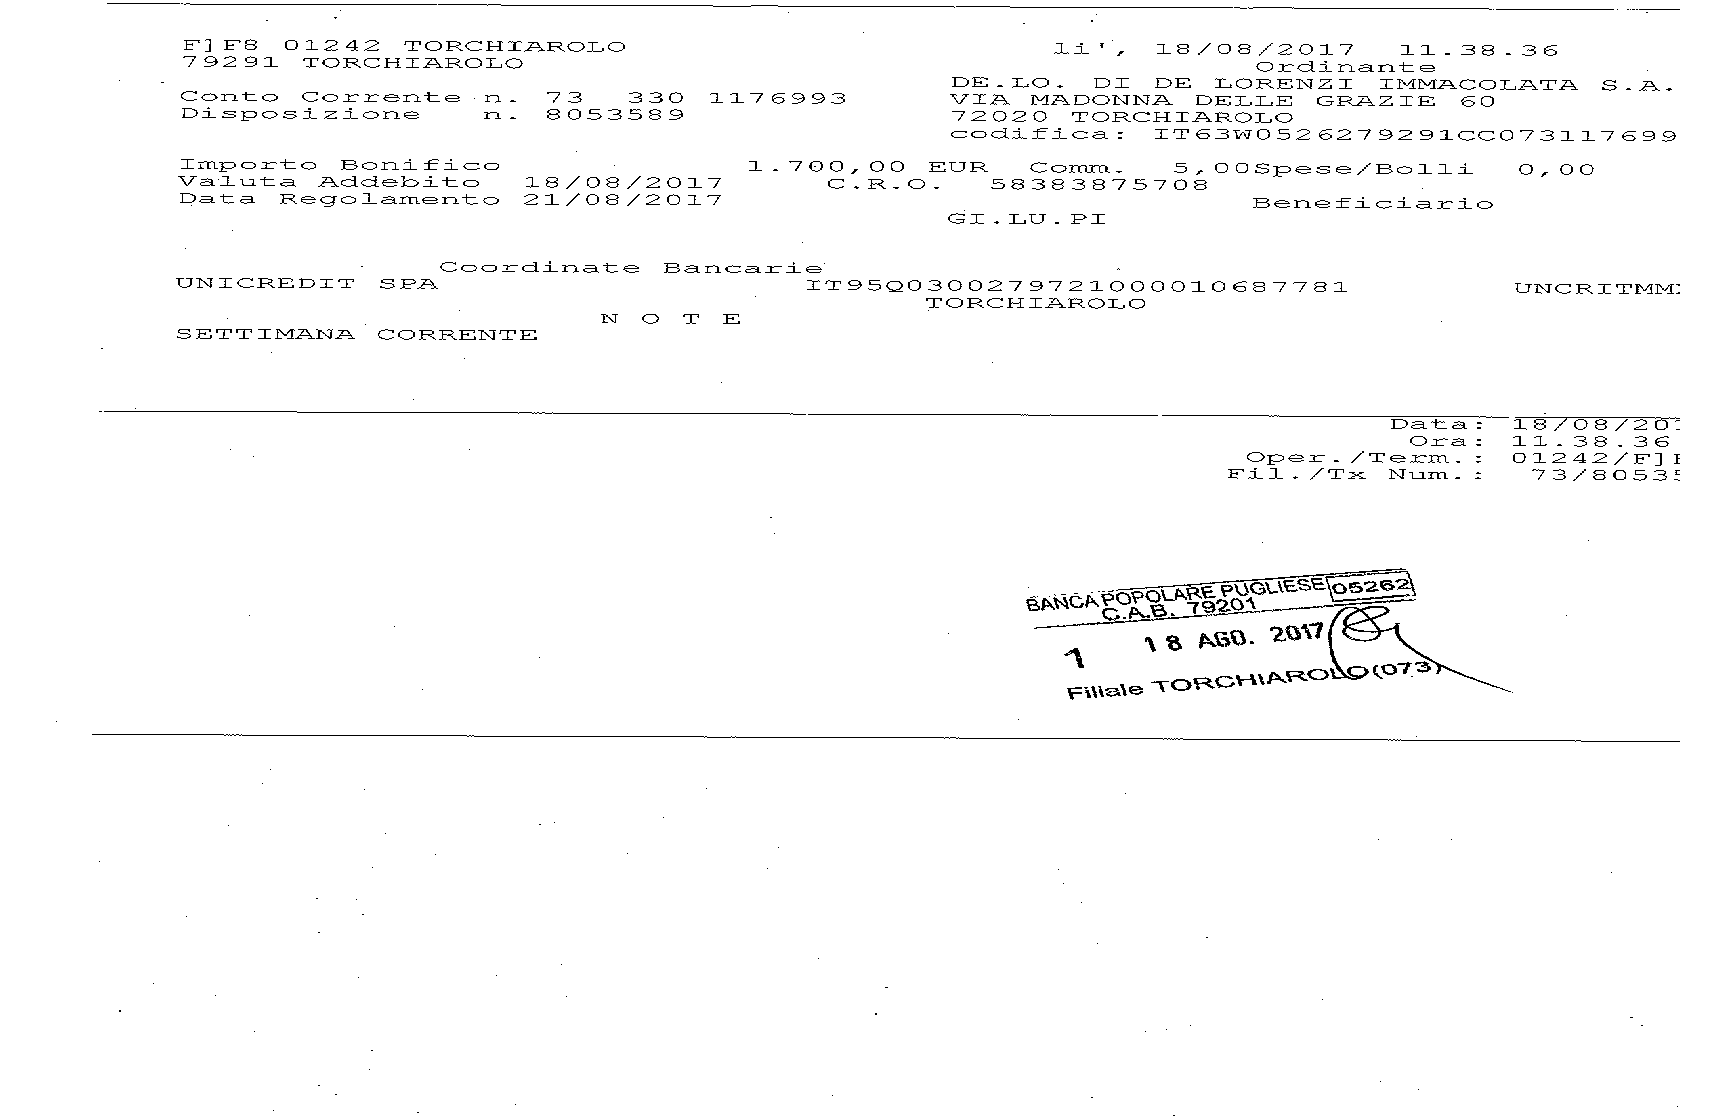 F]F8 01242 TORCHIAROLO li', 18/08/2017 11.38.36
79291 TORCHIAROLO Ordinante
DE.LO. DI DE LORENZI IMMACOLATA S.A.
Conto Corrente n. 73 330 1176993 VIA MADONNA DELLE GRAZIE 60
Disposizione n. 8053589 72020 TORCHIAROLO
codifica: IT63W0526279291CC073117699
Importo Bonifico 1.700,00 EUR Comm. 5,00Spese/Bolli 0,00
Valuta Addebito 18/08/2017 C.R.O. 58383875708
Data Regolamento 21/08/2017 Beneficiario
GI.LU.PI
Coordinate Bancarie
UNICREDIT SPA IT95Q0300279721000010687781 UNCRITMM
TORCHIAROLO
N O T E
SETTIMANA CORRENTE
Data: 18/08/201
Ora: 11.38.36
Oper./Term.: 01242/F]F
Fil./Tx Num.: 73/8053
BANCA POPOLARE PUGLIESE 05262
C.A.B. 79201
1 18 AGO. 2017
Filiale TORCHIAROLO (073)